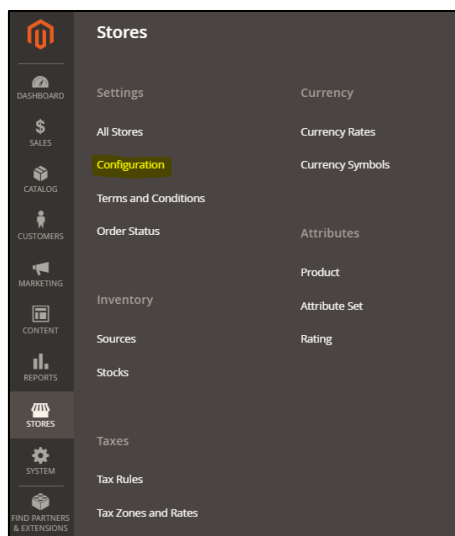 DASHBOARD
SALES
CATALOG
CUSTOMERS
MARKETING
CONTENT
REPORTS
STORES
SYSTEM
FIND PARTNERS
& EXTENSIONS
Stores
Settings
All Stores
Configuration
Terms and Conditions
Order Status
Inventory
Sources
Stocks
Taxes
Tax Rules
Tax Zones and Rates
Currency
Currency Rates
Currency Symbols
Attributes
Product
Attribute Set
Rating